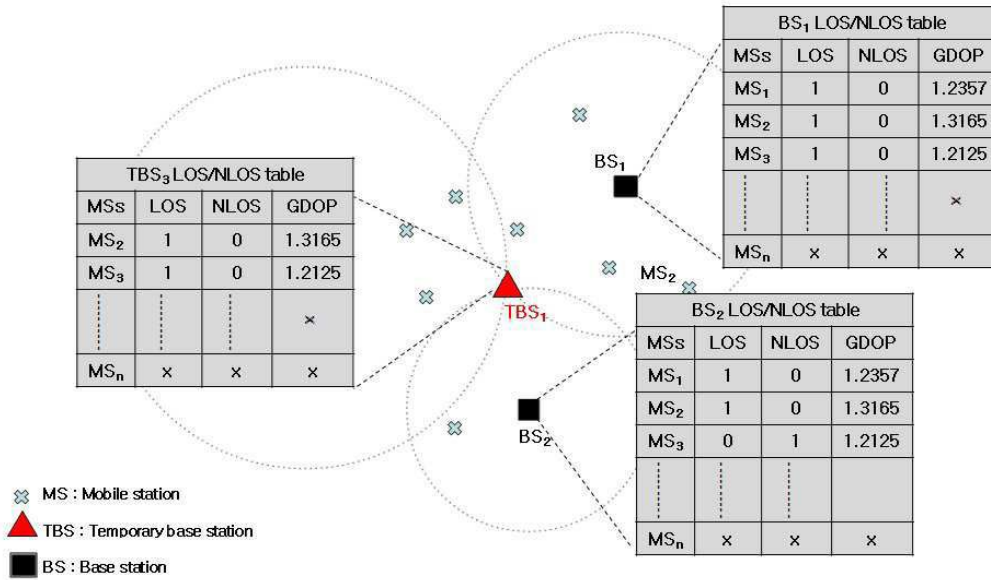 BS1 LOS/NLOS table
MSs LOS NLOS GDOP
MS1 1 0 1.2357
MS2 1 0 1.3165
MS3 1 0 1.2125
x
MSn x x x
BS1
TBS3 LOS/NLOS table
MSs LOS NLOS GDOP
MS2 1 0 1.3165
MS3 1 0 1.2125
x
MSn x x x
MS2
TBS1
BS2 LOS/NLOS table
MSs LOS NLOS GDOP
MS1 1 0 1.2357
MS2 1 0 1.3165
MS3 0 1 1.2125
MSn x x x
BS2
MS : Mobile station
TBS : Temporary base station
BS : Base station